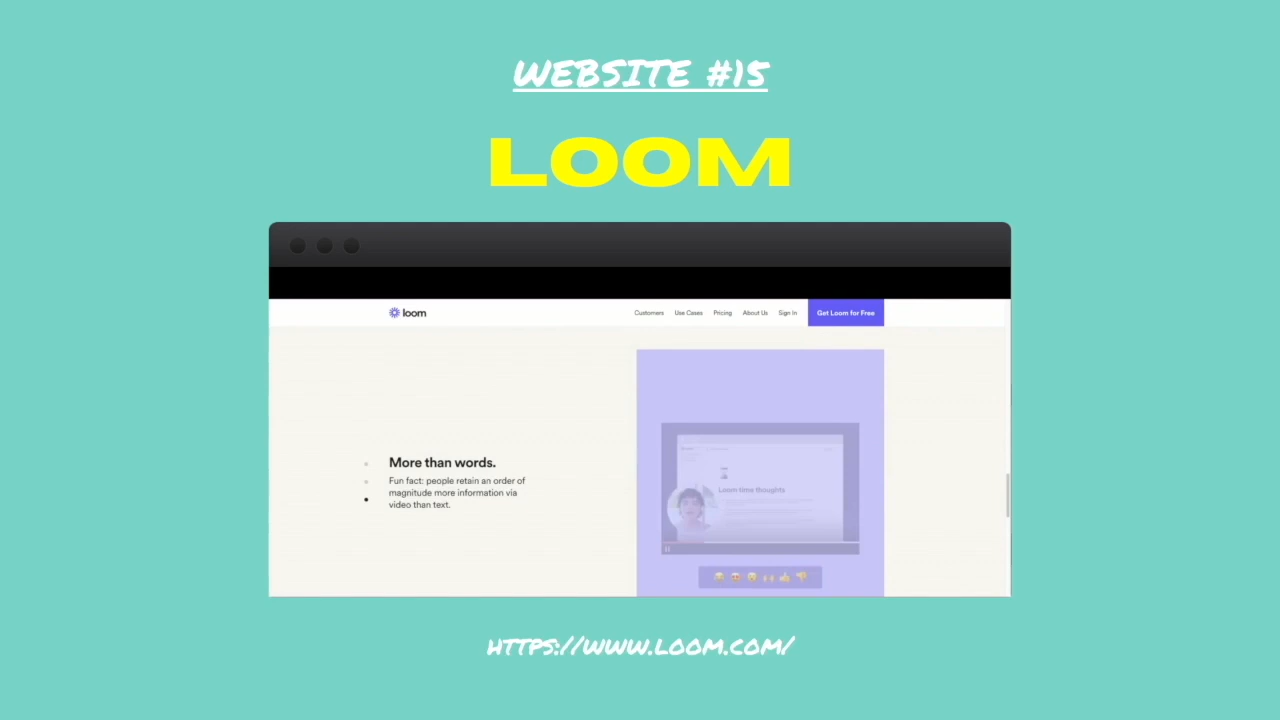 WEBSITE #15
LOOM
loom
Customers Use Cases Pricing About Us Sign In Get Loom for Free
More than words.
Fun fact: people retain an order of
magnitude more information via
video than text.
Loom time thoughts
HTTPS://WWW.LOOM.COM/